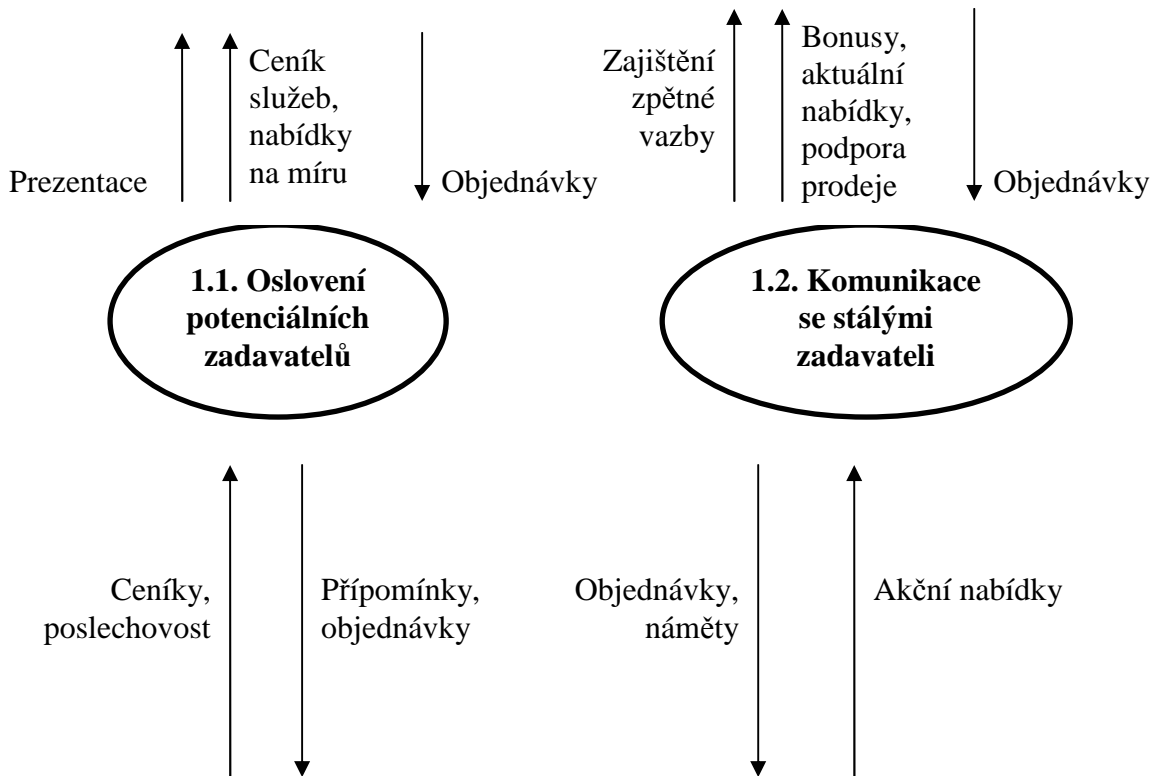 Prezentace
Ceník
služeb,
nabídky
na míru
Objednávky
Zajištění
zpětné
vazby
Bonusy,
aktuální
nabídky,
podpora
prodeje
Objednávky
1.1. Oslovení
potenciálních
zadavatelů
1.2. Komunikace
se stálými
zadavateli
Ceníky,
poslechovost
Přípomínky,
objednávky
Objednávky,
náměty
Akční nabídky